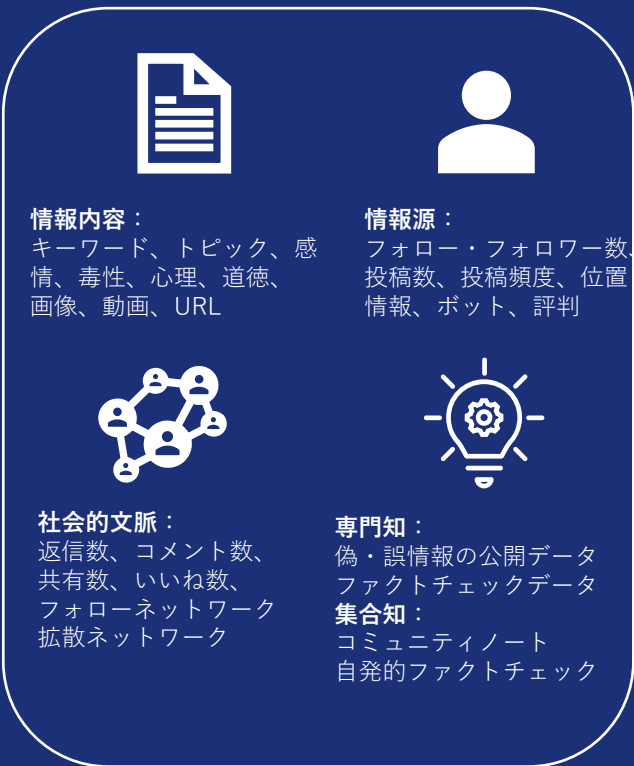 情報内容：
キーワード、トピック、感
情、毒性、心理、道徳、
画像、動画、URL
情報源：
フォロー・フォロワー数、
投稿数、投稿頻度、位置
情報、ボット、評判
社会的文脈：
返信数、コメント数、
共有数、いいね数、
フォローネットワーク
拡散ネットワーク
専門知：
偽・誤情報の公開データ
ファクトチェックデータ
集合知：
コミュニティノート
自発的ファクトチェック